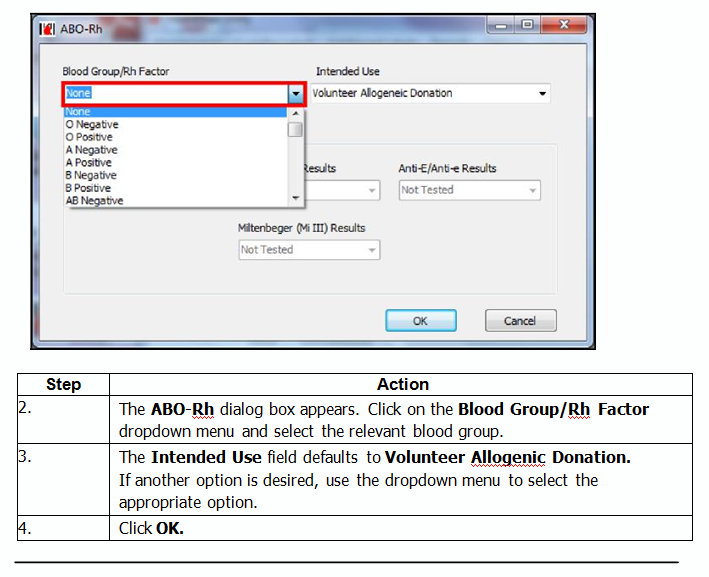 ABO-Rh
Blood Group/Rh Factor
Intended Use
None
Volunteer Allogeneic Donation
None
O Negative
O Positive
A Negative
A Positive
B Negative
B Positive
AB Negative
Results
Anti-E/Anti-e Results
Not Tested
Miltenbeger (Mi III) Results
Not Tested
OK
Cancel
Step Action
2. The ABO-Rh dialog box appears. Click on the Blood Group/Rh Factor
dropdown menu and select the relevant blood group.
3. The Intended Use field defaults to Volunteer Allogenic Donation.
If another option is desired, use the dropdown menu to select the
appropriate option.
4. Click OK.